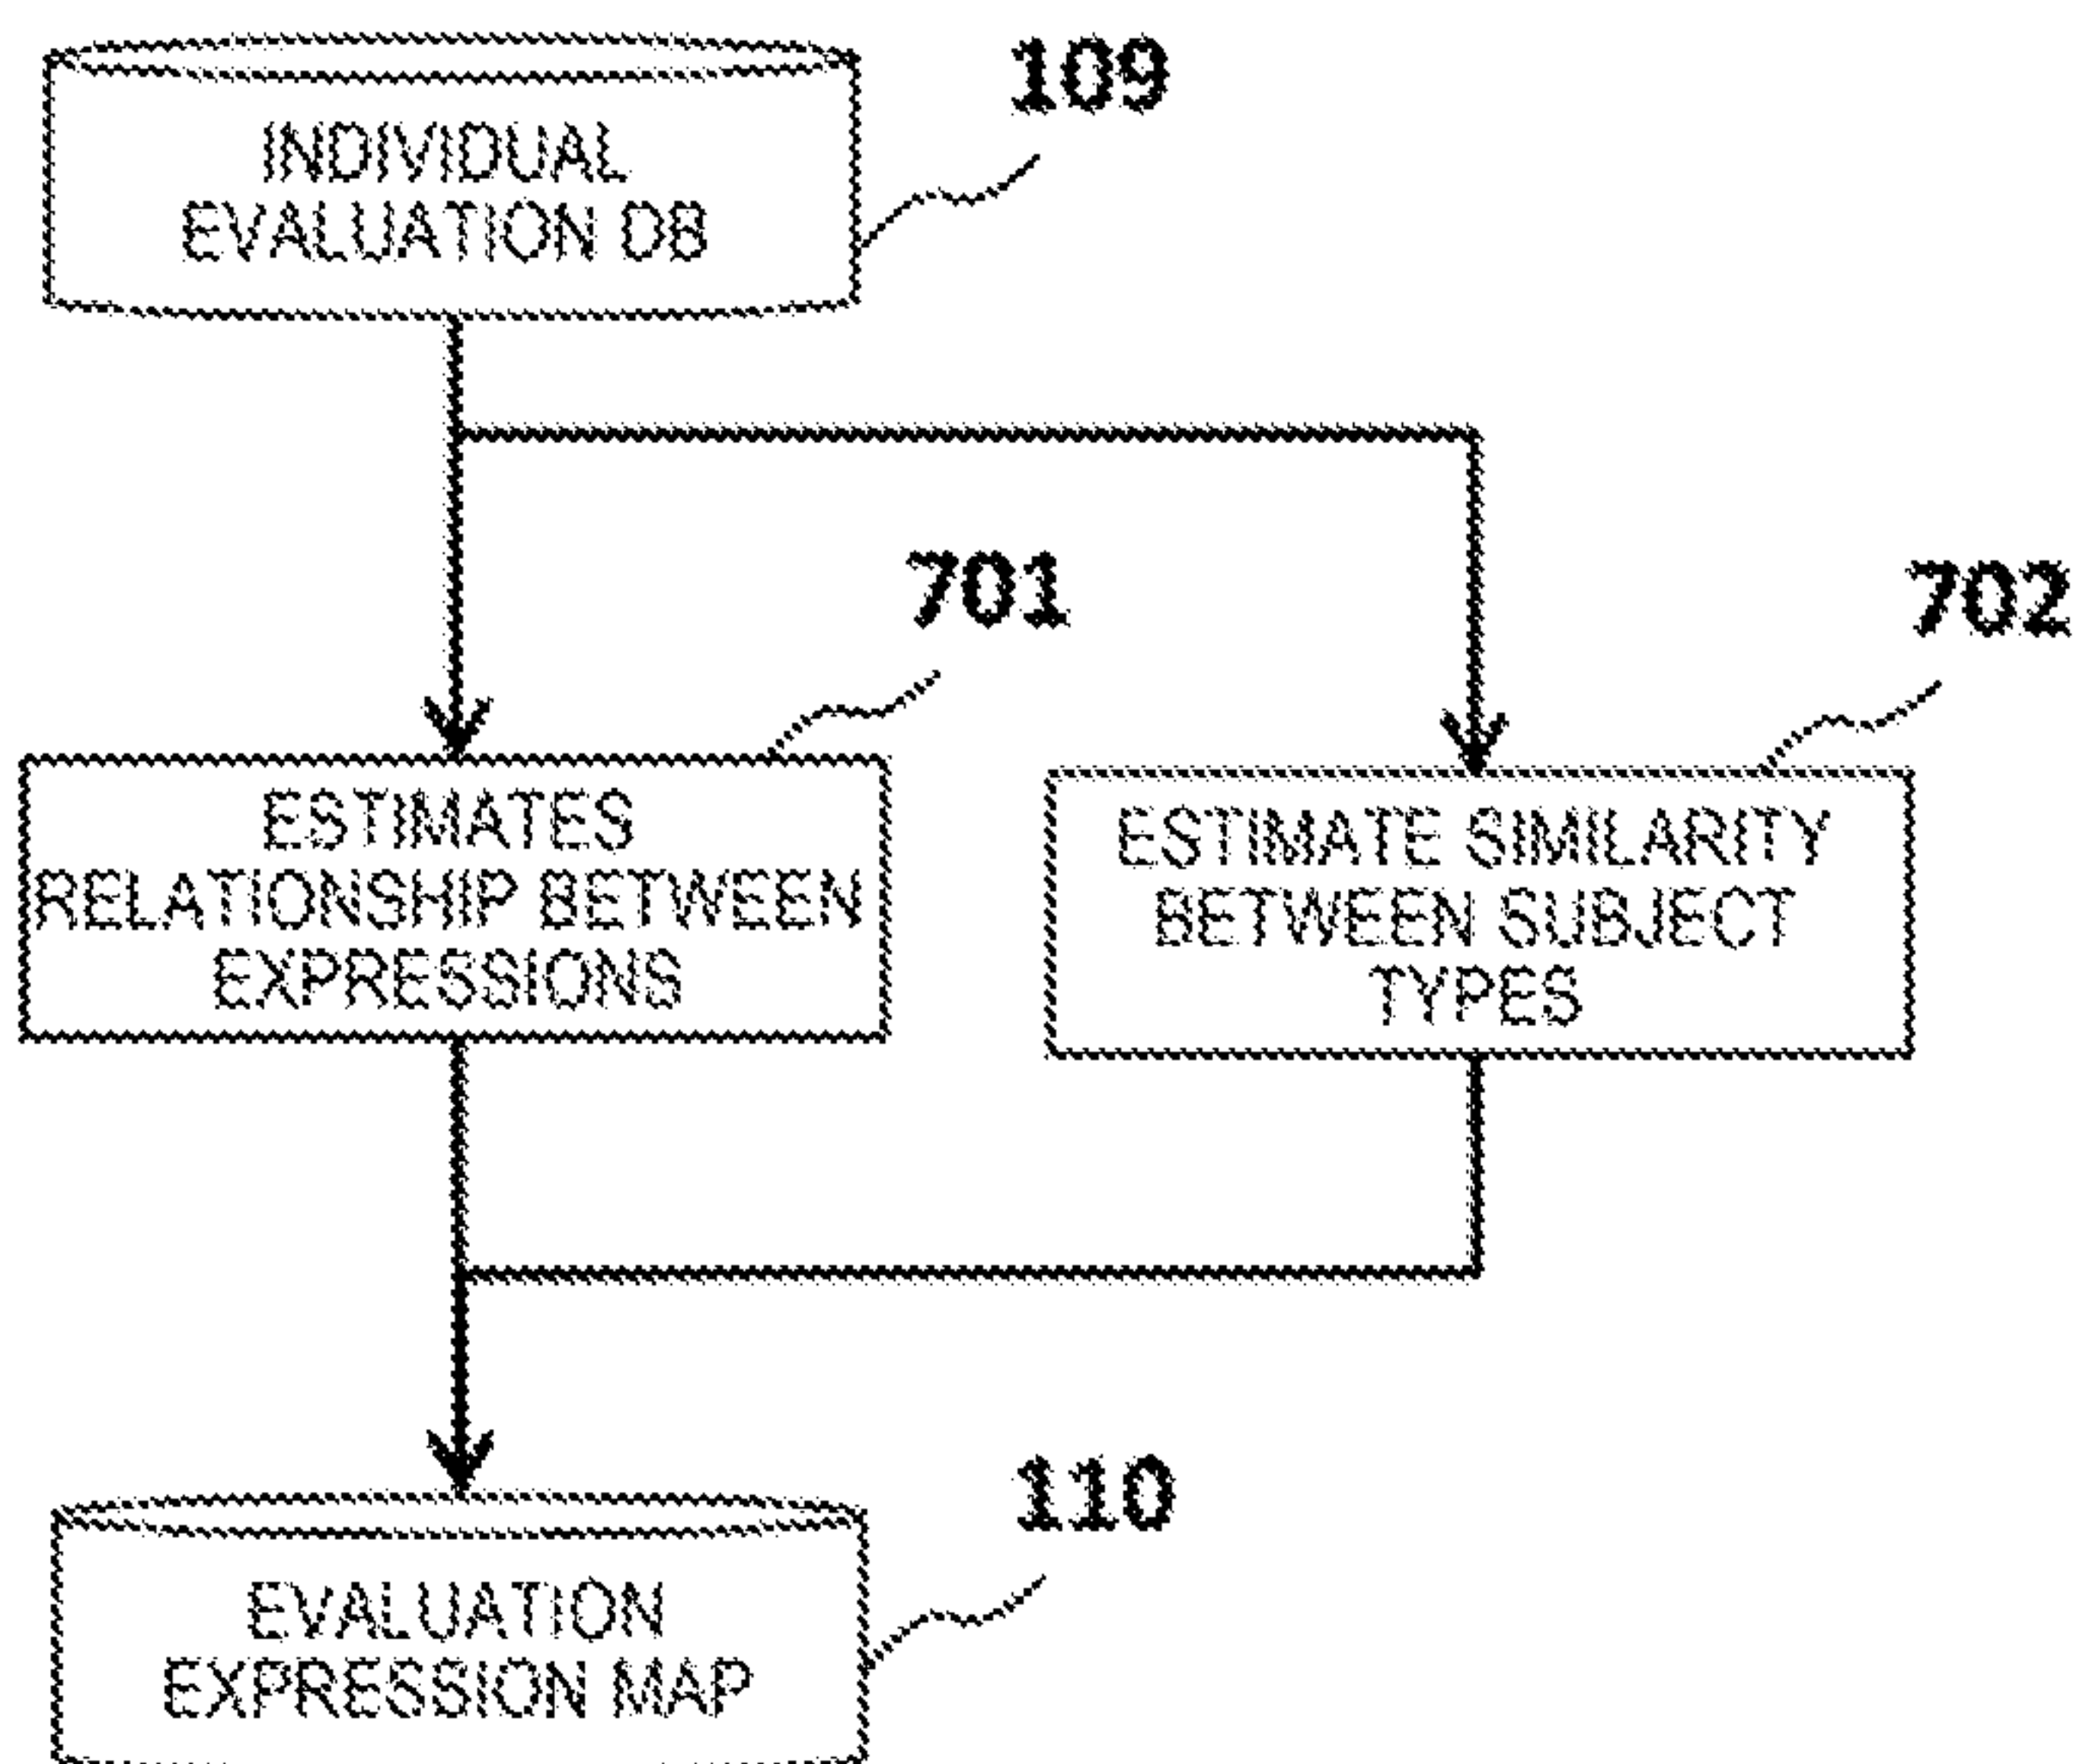 109
INDIVIDUAL
EVALUATION DB
701
702
ESTIMATES
RELATIONSHIP BETWEEN
EXPRESSIONS
ESTIMATE SIMILARITY
BETWEEN SUBJECT
TYPES
110
EVALUATION
EXPRESSION MAP